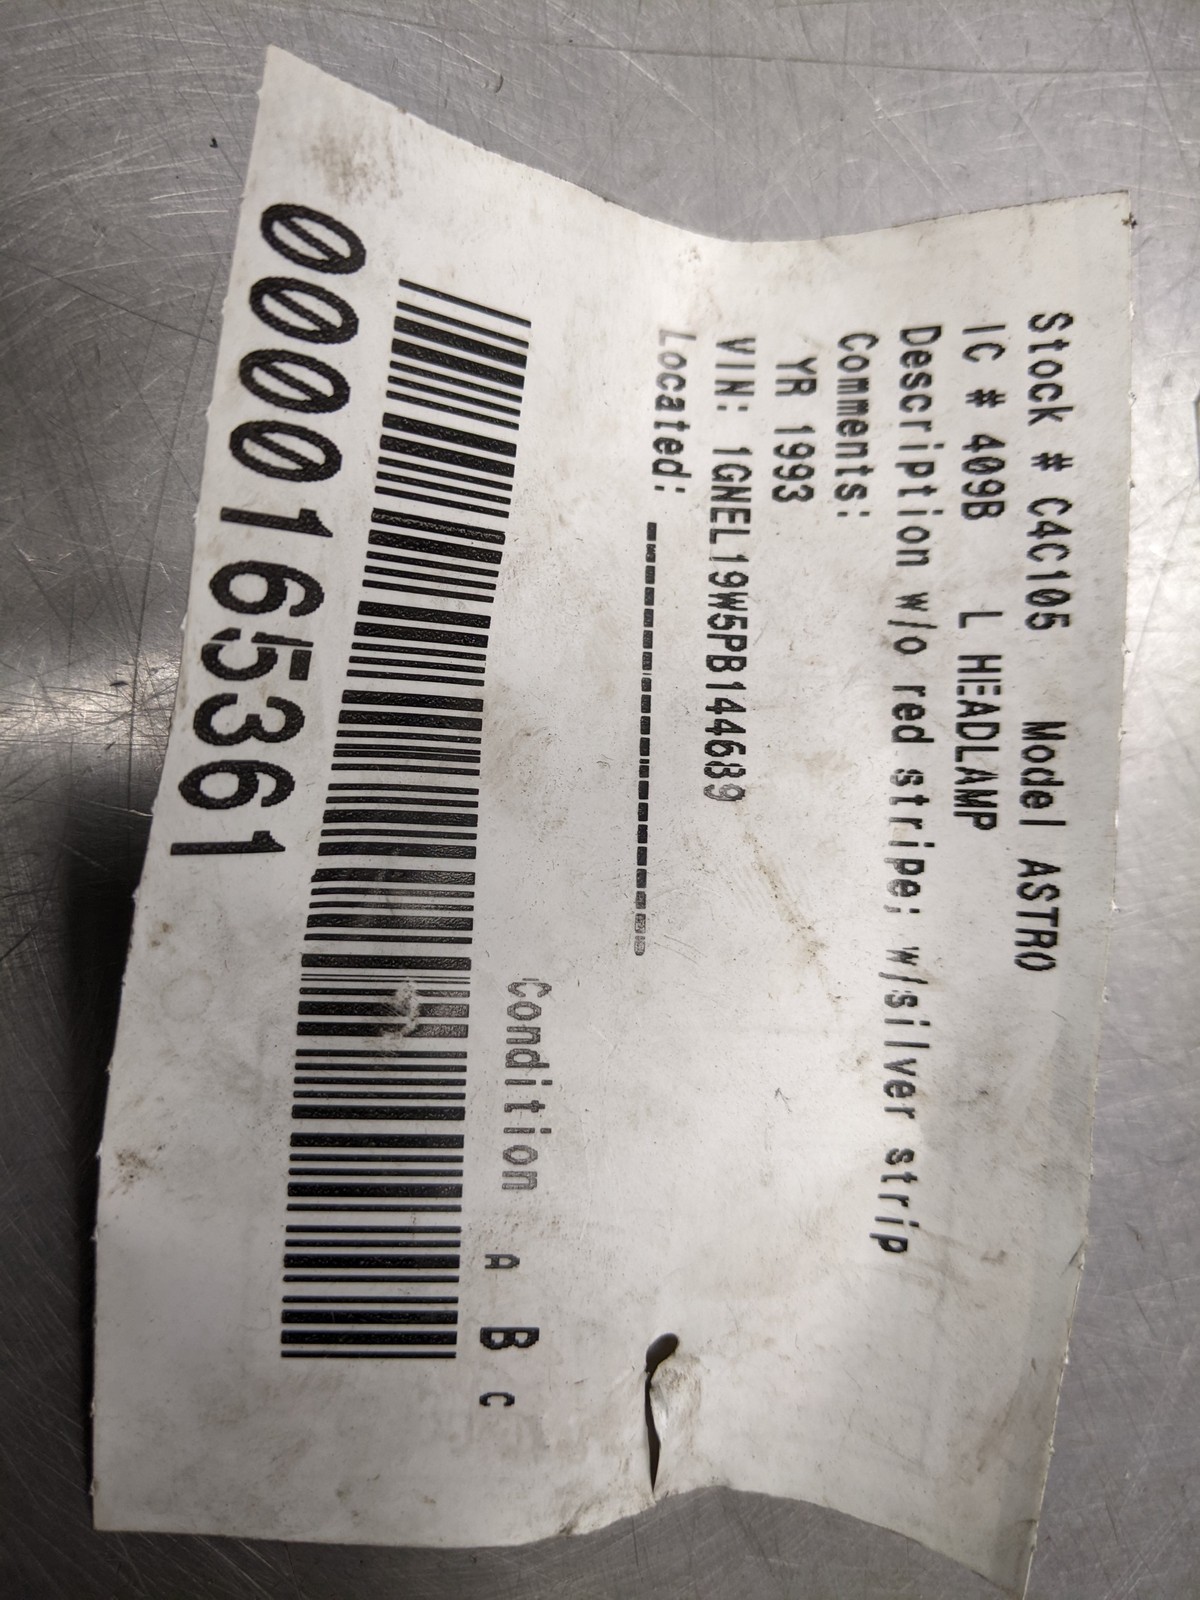 Stock # C4C105 Model ASTRO
IC # 409B L HEADLAMP
Description w/o red stripe; w/silver strip
Comments:
YR 1993
VIN: 1GNEL19W5PB144689
Located: --------------------
Condition A B C
0000165361